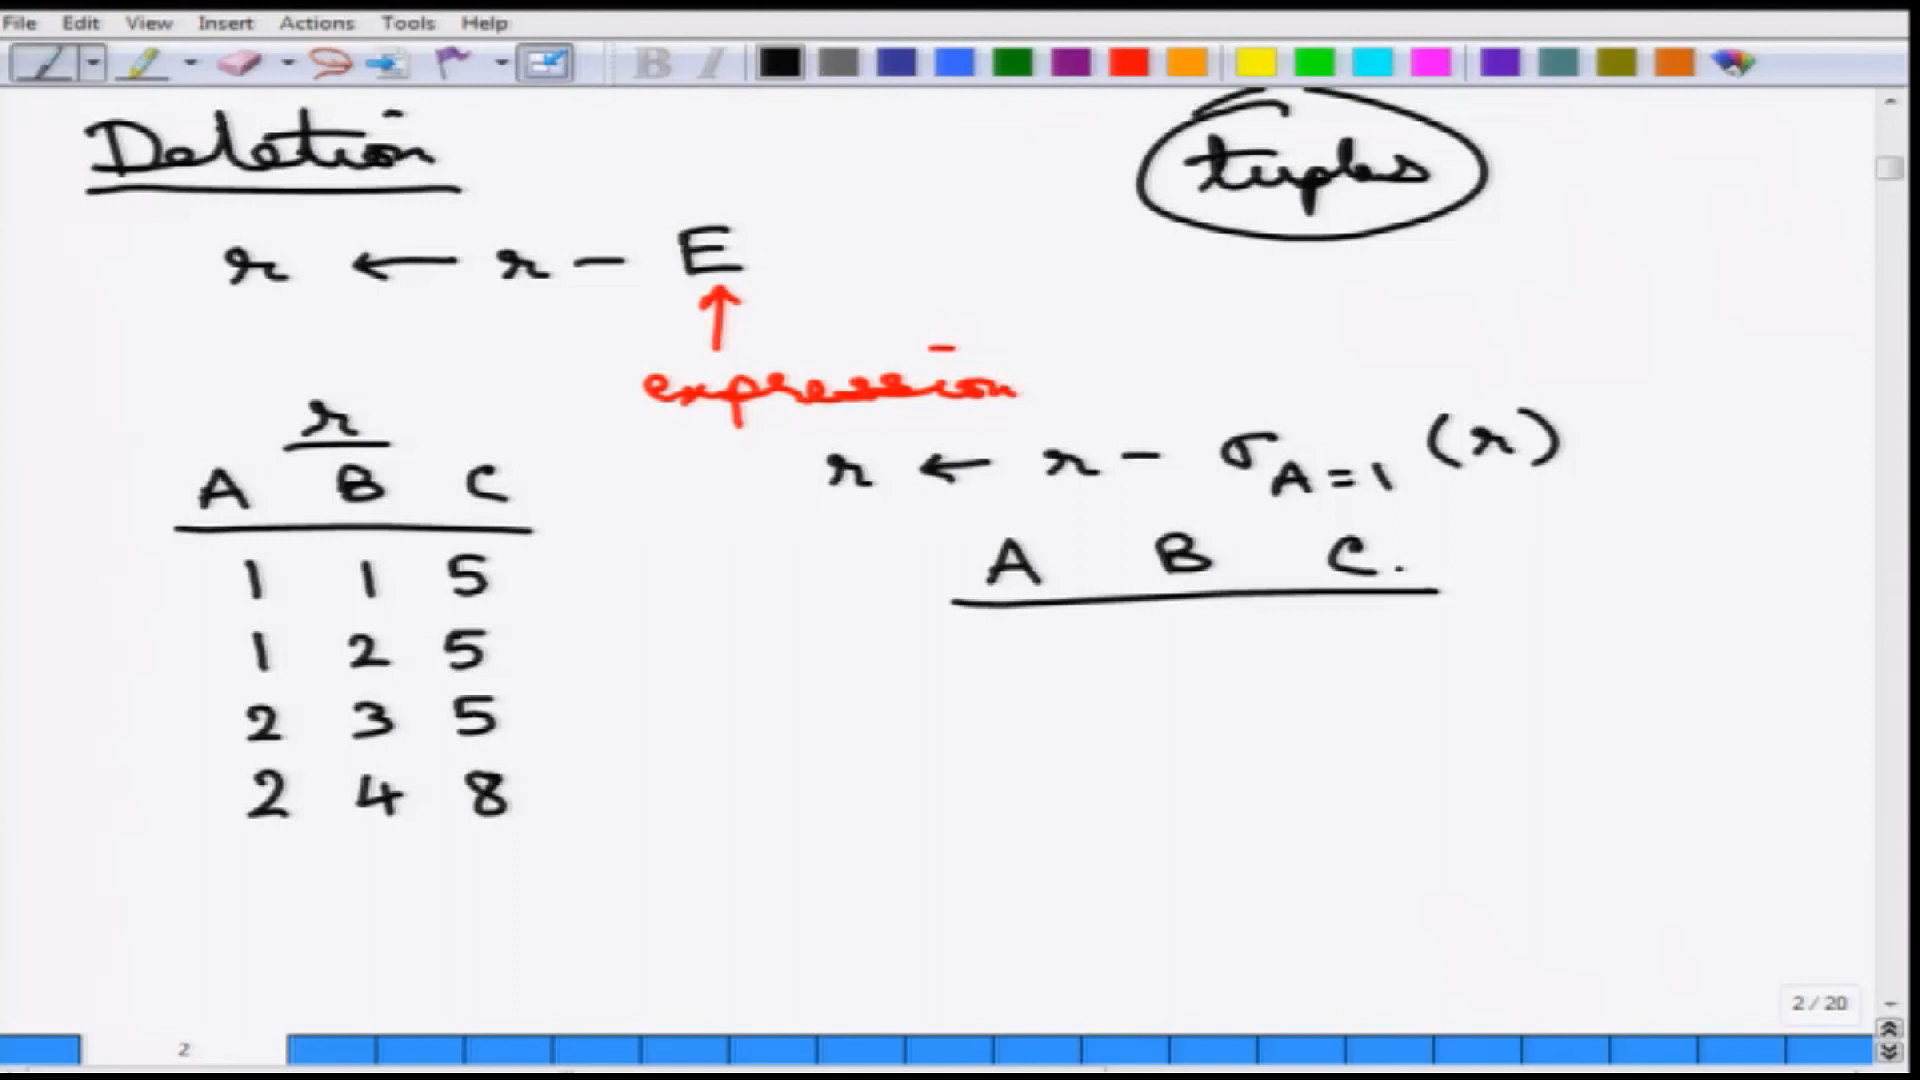 File Edit View Insert Actions Tools Help
B I
Deletion
tuples
r ← r - E
↑
expression
r
A B C
1 1 5
1 2 5
2 3 5
2 4 8
r ← r - σ A=1 (r)
A B C.
2 / 20
2